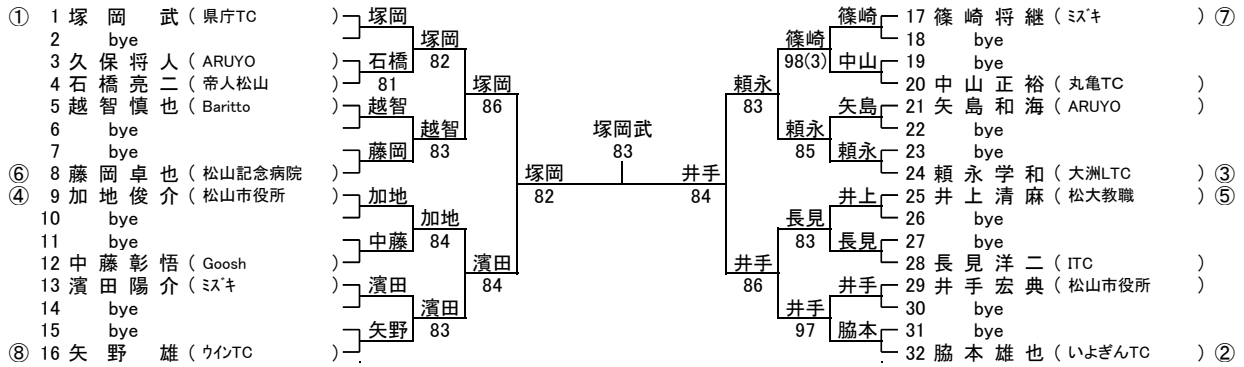 ① 1 塚 岡 武 ( 県庁TC ) 塚岡
2 bye
塚岡
82
3 久 保 将 人 ( ARUYO ) 石橋
81
4 石 橋 亮 二 ( 帝人松山 )
塚岡
86
5 越 智 慎 也 ( Baritto ) 越智
6 bye
越智
83
7 bye
藤岡
⑥ 8 藤 岡 卓 也 ( 松山記念病院 )
塚岡
82
④ 9 加 地 俊 介 ( 松山市役所 ) 加地
10 bye
加地
84
11 bye
中藤
12 中 藤 彰 悟 ( Goosh )
濱田
84
13 濱 田 陽 介 ( ミズキ ) 濱田
14 bye
濱田
83
15 bye
矢野
⑧ 16 矢 野 雄 ( ウインTC )
塚岡武
83
篠崎 17 篠 崎 将 継 ( ミズキ ) ⑦
18 bye
篠崎
98(3)
19 bye
中山
20 中 山 正 裕 ( 丸亀TC )
頼永
83
矢島 21 矢 島 和 海 ( ARUYO )
22 bye
頼永
85
23 bye
頼永
24 頼 永 学 和 ( 大洲LTC ) ③
井手
84
井上 25 井 上 清 麻 ( 松大教職 ) ⑤
26 bye
長見
83
27 bye
長見
28 長 見 洋 二 ( ITC )
井手
86
井手 29 井 手 宏 典 ( 松山市役所 )
30 bye
井手
97
31 bye
脇本
32 脇 本 雄 也 ( いよぎんTC ) ②